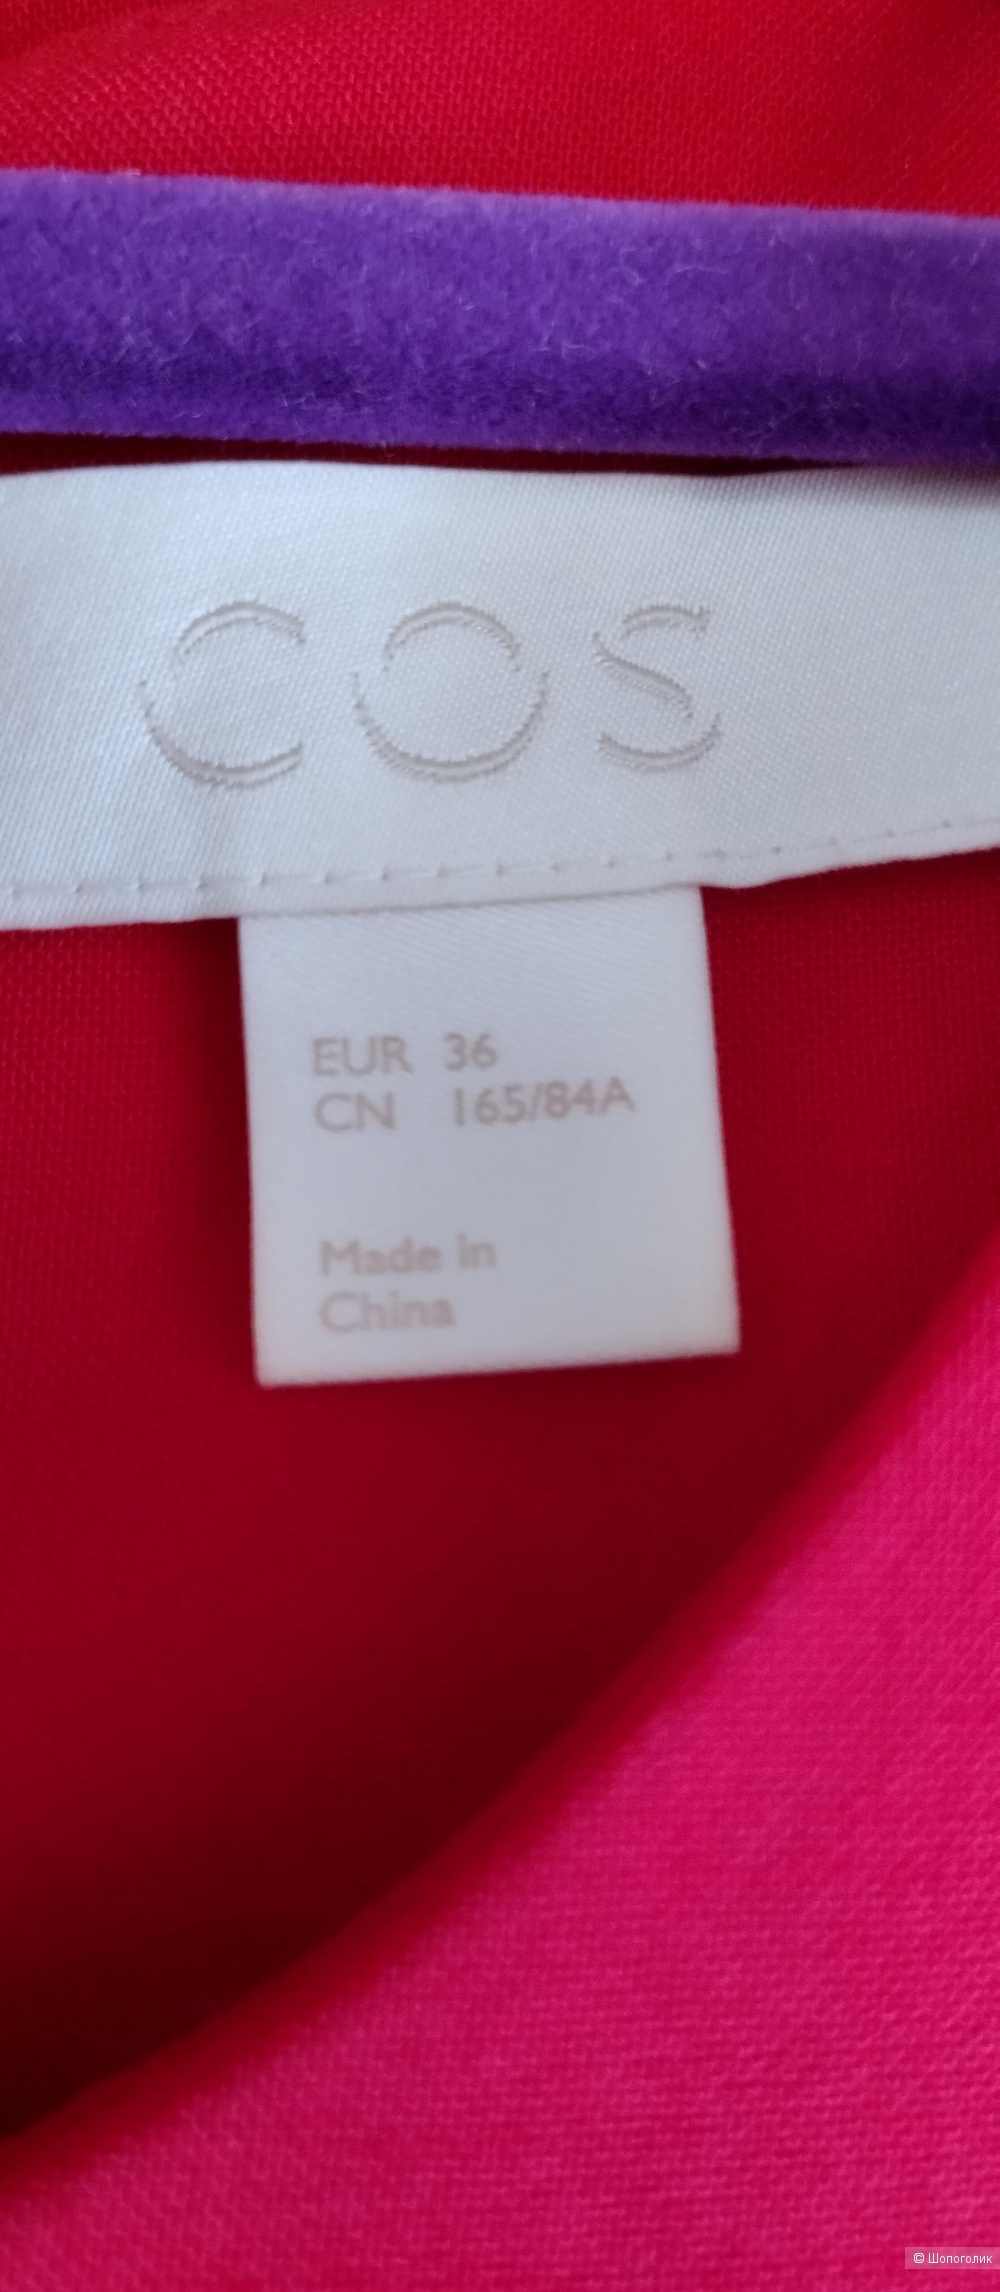 COS
EUR 36
CN 165/84A
Made in
China
© Шопоголик